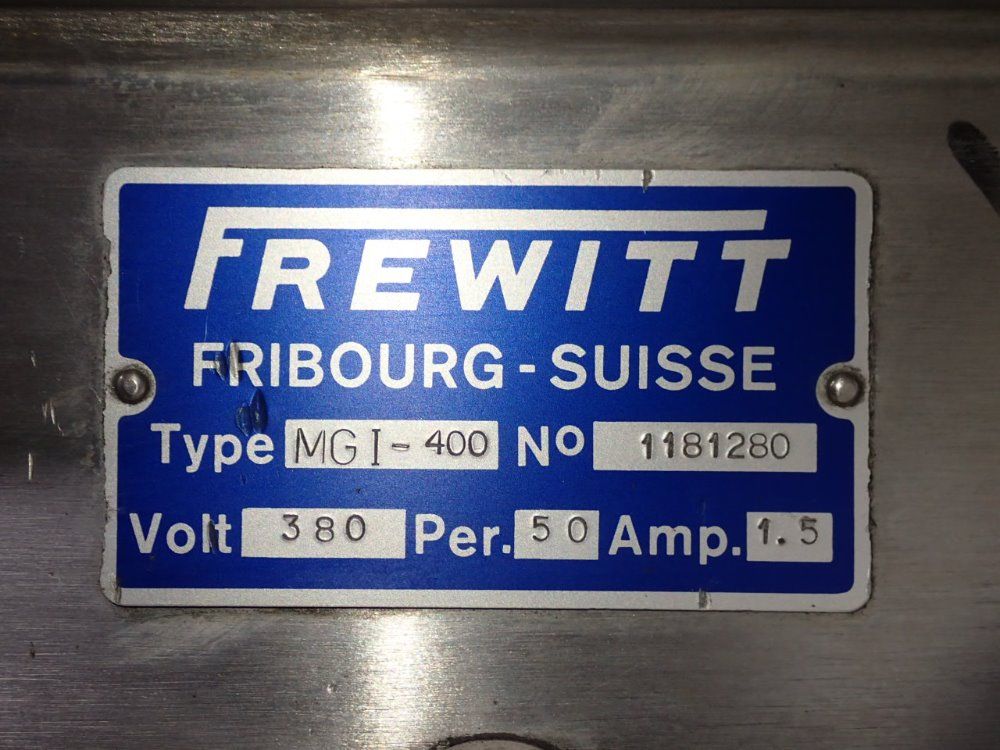 FREWITT
FRIBOURG - SUISSE
Type MGI-400 No 1181280
Volt 380 Per. 50 Amp. 1.5